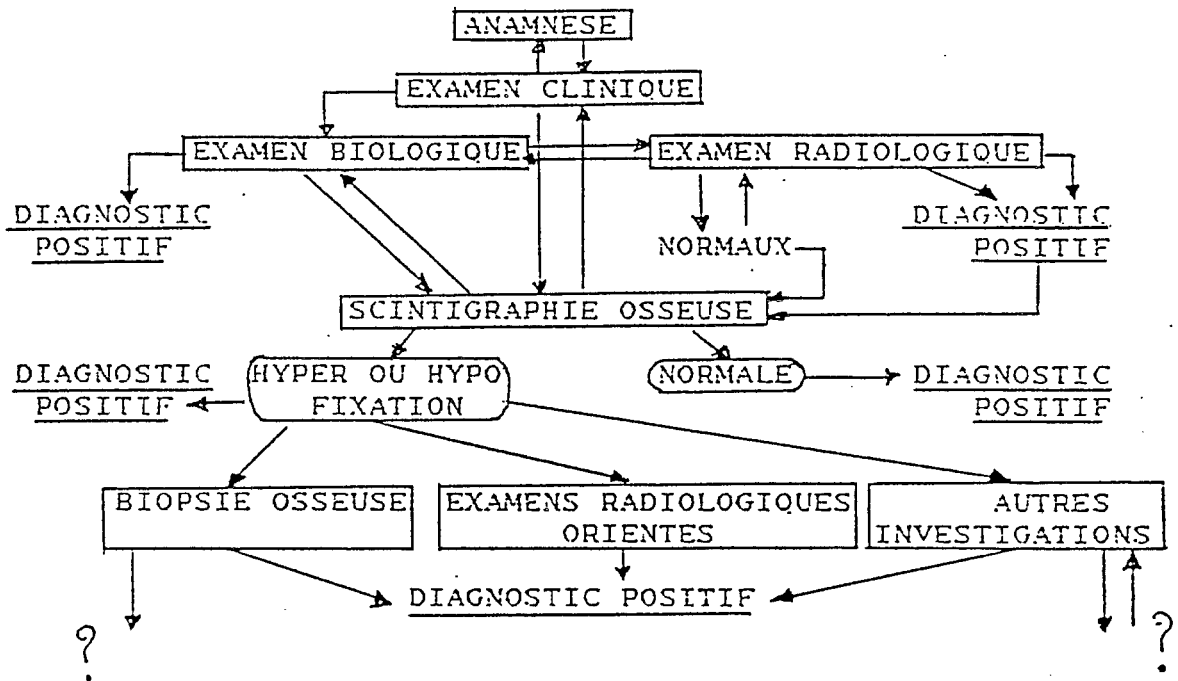 ANAMNESE
EXAMEN CLINIQUE
EXAMEN BIOLOGIQUE
EXAMEN RADIOLOGIQUE
DIAGNOSTIC
POSITIF
NORMAUX
DIAGNOSTIC
POSITIF
SCINTIGRAPHIE OSSEUSE
DIAGNOSTIC
POSITIF
HYPER OU HYPO
FIXATION
NORMALE
DIAGNOSTIC
POSITIF
BIOPSIE OSSEUSE
EXAMENS RADIOLOGIQUES
ORIENTES
AUTRES
INVESTIGATIONS
DIAGNOSTIC POSITIF
?
?